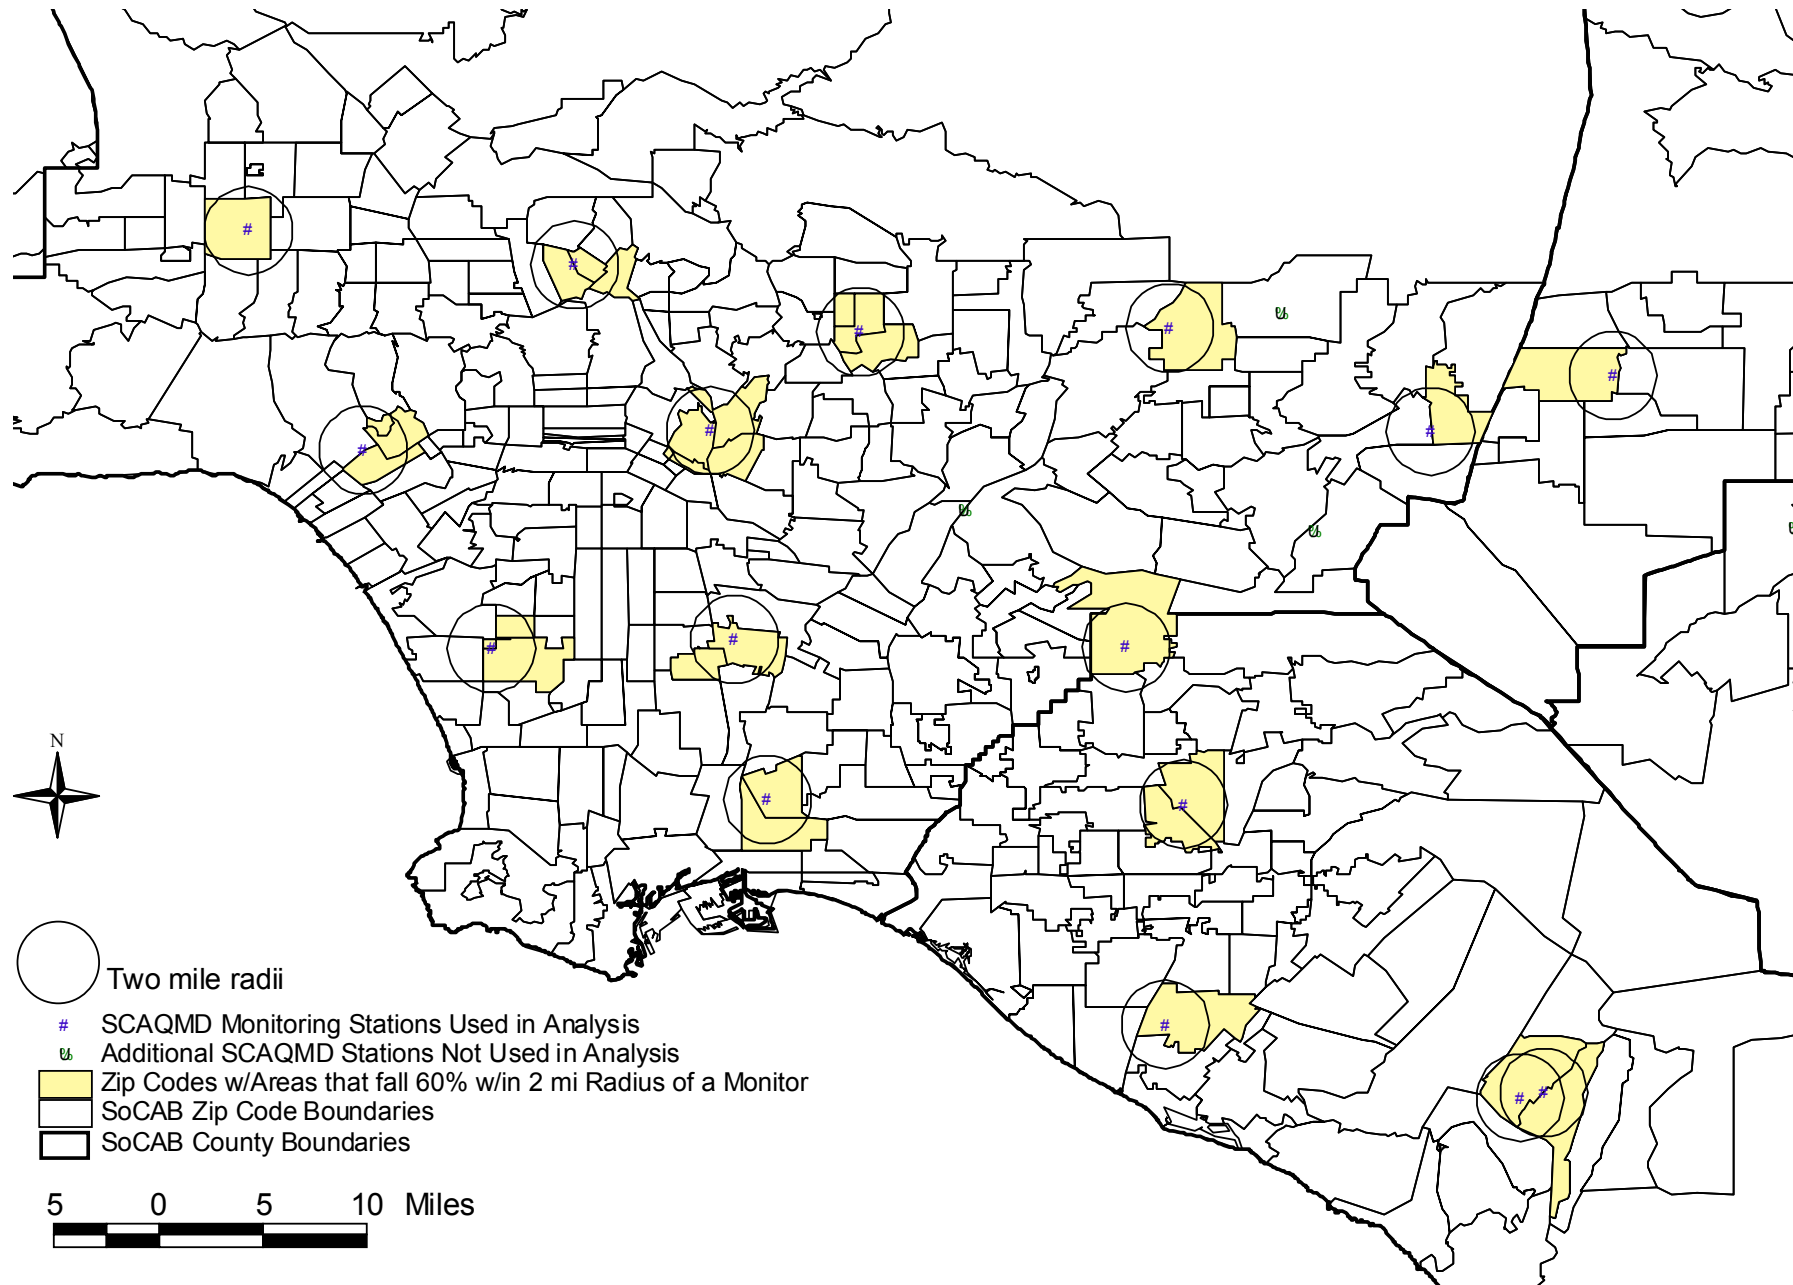 N
Two mile radii
# SCAQMD Monitoring Stations Used in Analysis
% Additional SCAQMD Stations Not Used in Analysis
Zip Codes w/Areas that fall 60% w/in 2 mi Radius of a Monitor
SoCAB Zip Code Boundaries
SoCAB County Boundaries
5 0 5 10 Miles